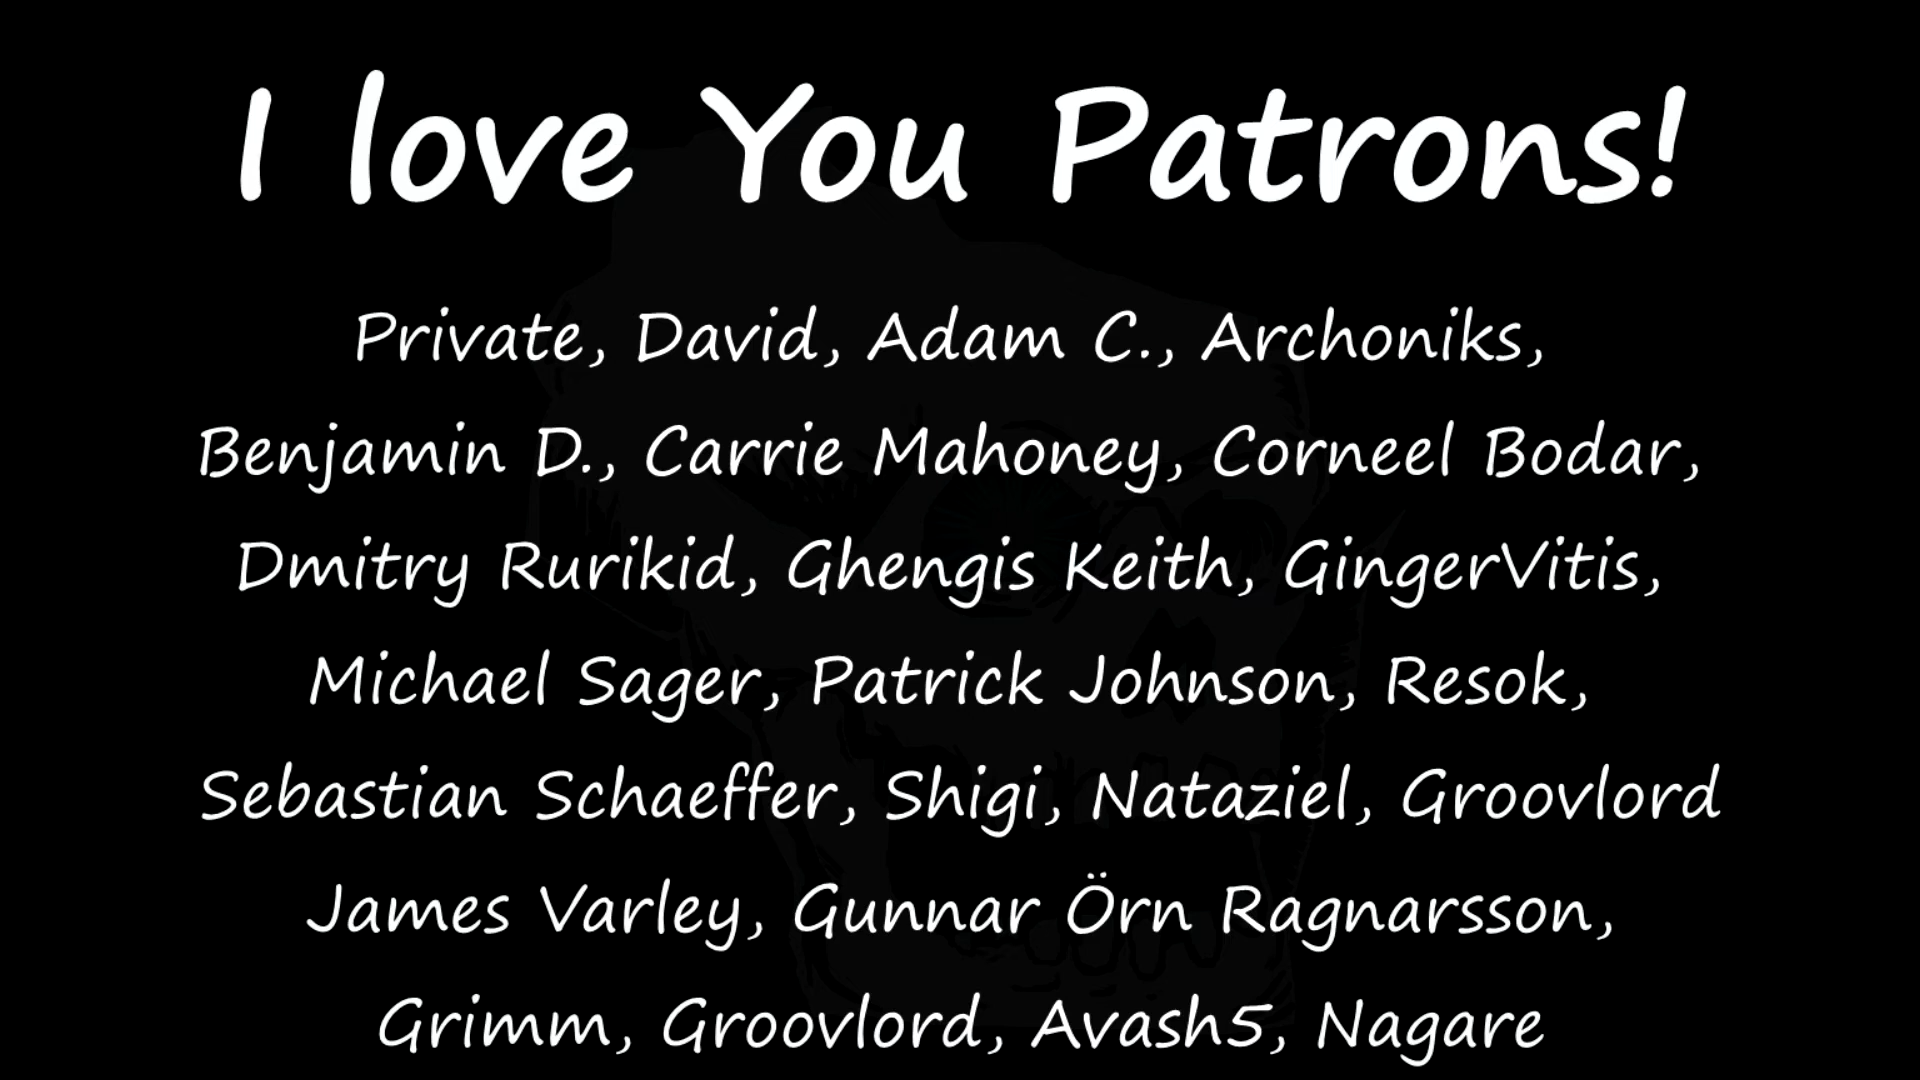 I love You Patrons!
Private, David, Adam C., Archoniks,
Benjamin D., Carrie Mahoney, Corneel Bodar,
Dmitry Rurikid, Ghengis Keith, GingerVitis,
Michael Sager, Patrick Johnson, Resok,
Sebastian Schaeffer, Shigi, Nataziel, Groovlord
James Varley, Gunnar Örn Ragnarsson,
Grimm, Groovlord, Avash5, Nagare